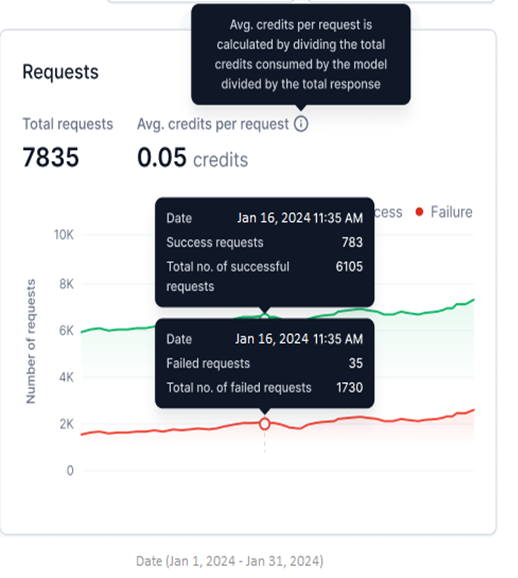 Avg. credits per request is
calculated by dividing the total
credits consumed by the model
divided by the total response
Requests
Total requests
Avg. credits per request
7835
0.05 credits
cess
Failure
Date Jan 16, 2024 11:35 AM
Success requests 783
Total no. of successful 6105
requests
Date Jan 16, 2024 11:35 AM
Failed requests 35
Total no. of failed requests 1730
Number of requests
10K
8K
6K
4K
2K
0
Date (Jan 1, 2024 - Jan 31, 2024)